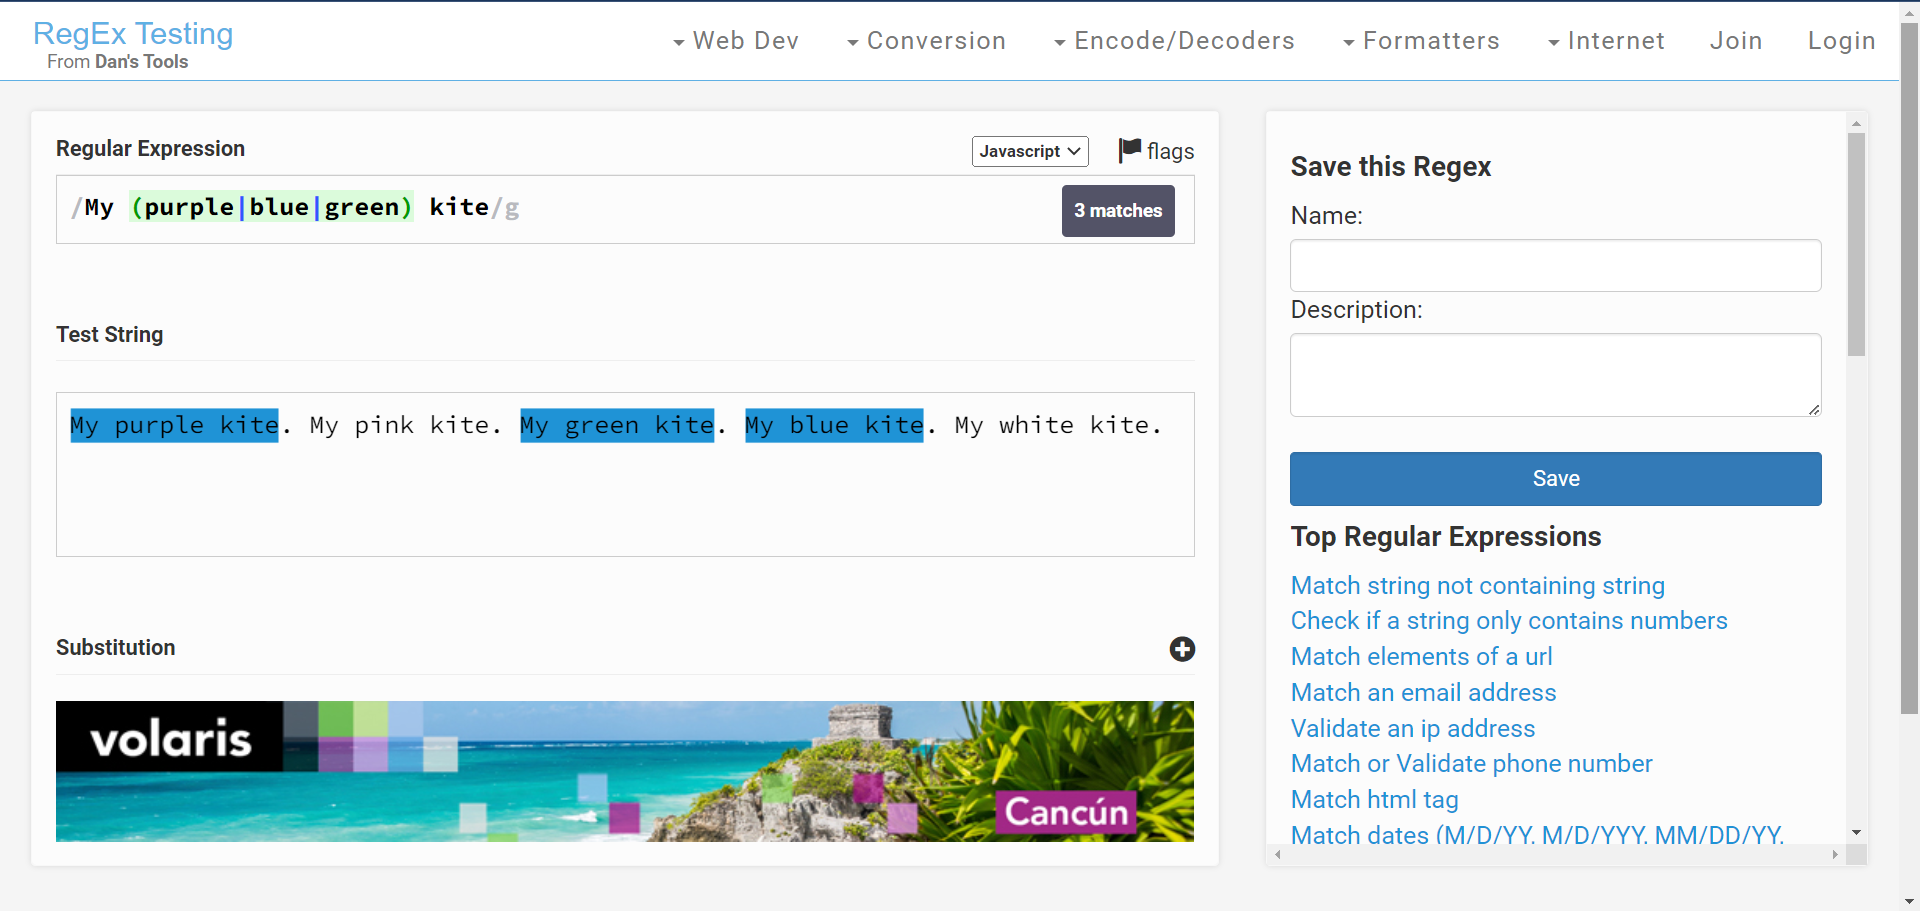 RegEx Testing
From Dan's Tools
Web Dev
Conversion
Encode/Decoders
Formatters
Internet
Join
Login
Regular Expression
Javascript
flags
/My (purple|blue|green) kite/g
3 matches
Test String
My purple kite. My pink kite. My green kite. My blue kite. My white kite.
Substitution
volaris
Cancún
Save this Regex
Name:
Description:
Save
Top Regular Expressions
Match string not containing string
Check if a string only contains numbers
Match elements of a url
Match an email address
Validate an ip address
Match or Validate phone number
Match html tag
Match dates (M/D/YY, M/D/YYY, MM/DD/YY,